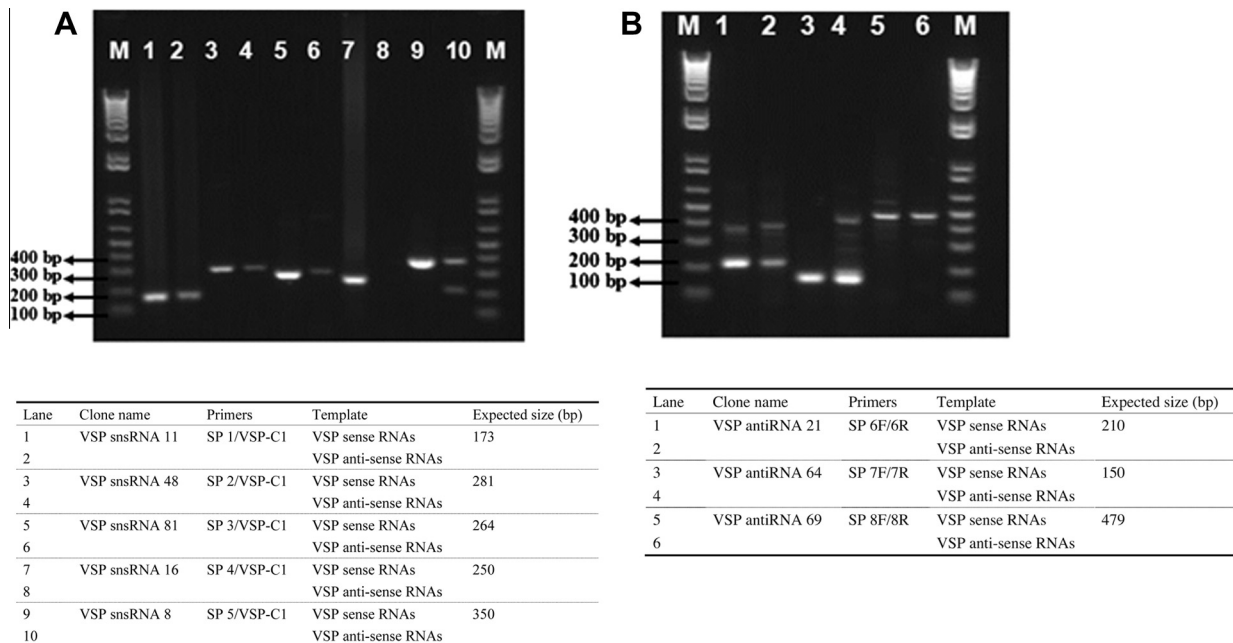 A
M 1 2 3 4 5 6 7 8 9 10 M
400 bp
300 bp
200 bp
100 bp
B
M 1 2 3 4 5 6 M
400 bp
300 bp
200 bp
100 bp
Lane Clone name Primers Template Expected size (bp)
1 VSP snsRNA 11 SP 1/VSP-C1 VSP sense RNAs 173
2 VSP anti-sense RNAs
3 VSP snsRNA 48 SP 2/VSP-C1 VSP sense RNAs 281
4 VSP anti-sense RNAs
5 VSP snsRNA 81 SP 3/VSP-C1 VSP sense RNAs 264
6 VSP anti-sense RNAs
7 VSP snsRNA 16 SP 4/VSP-C1 VSP sense RNAs 250
8 VSP anti-sense RNAs
9 VSP snsRNA 8 SP 5/VSP-C1 VSP sense RNAs 350
10 VSP anti-sense RNAs
Lane Clone name Primers Template Expected size (bp)
1 VSP antiRNA 21 SP 6F/6R VSP sense RNAs 210
2 VSP anti-sense RNAs
3 VSP antiRNA 64 SP 7F/7R VSP sense RNAs 150
4 VSP anti-sense RNAs
5 VSP antiRNA 69 SP 8F/8R VSP sense RNAs 479
6 VSP anti-sense RNAs